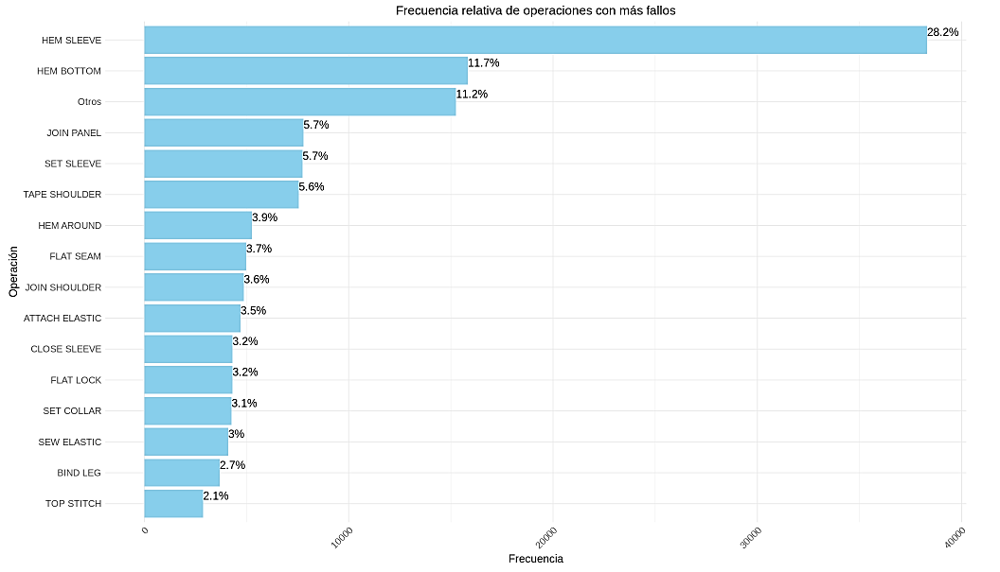 Frecuencia relativa de operaciones con más fallos
Operación
HEM SLEEVE 28.2%
HEM BOTTOM 11.7%
Otros 11.2%
JOIN PANEL 5.7%
SET SLEEVE 5.7%
TAPE SHOULDER 5.6%
HEM AROUND 3.9%
FLAT SEAM 3.7%
JOIN SHOULDER 3.6%
ATTACH ELASTIC 3.5%
CLOSE SLEEVE 3.2%
FLAT LOCK 3.2%
SET COLLAR 3.1%
SEW ELASTIC 3%
BIND LEG 2.7%
TOP STITCH 2.1%
0 10000 20000 30000 40000
Frecuencia